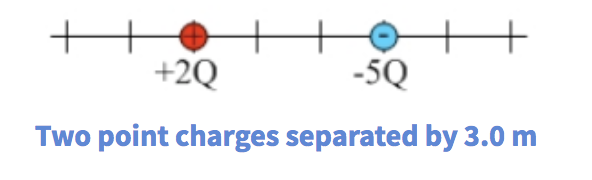 + -
+2Q -5Q
Two point charges separated by 3.0 m